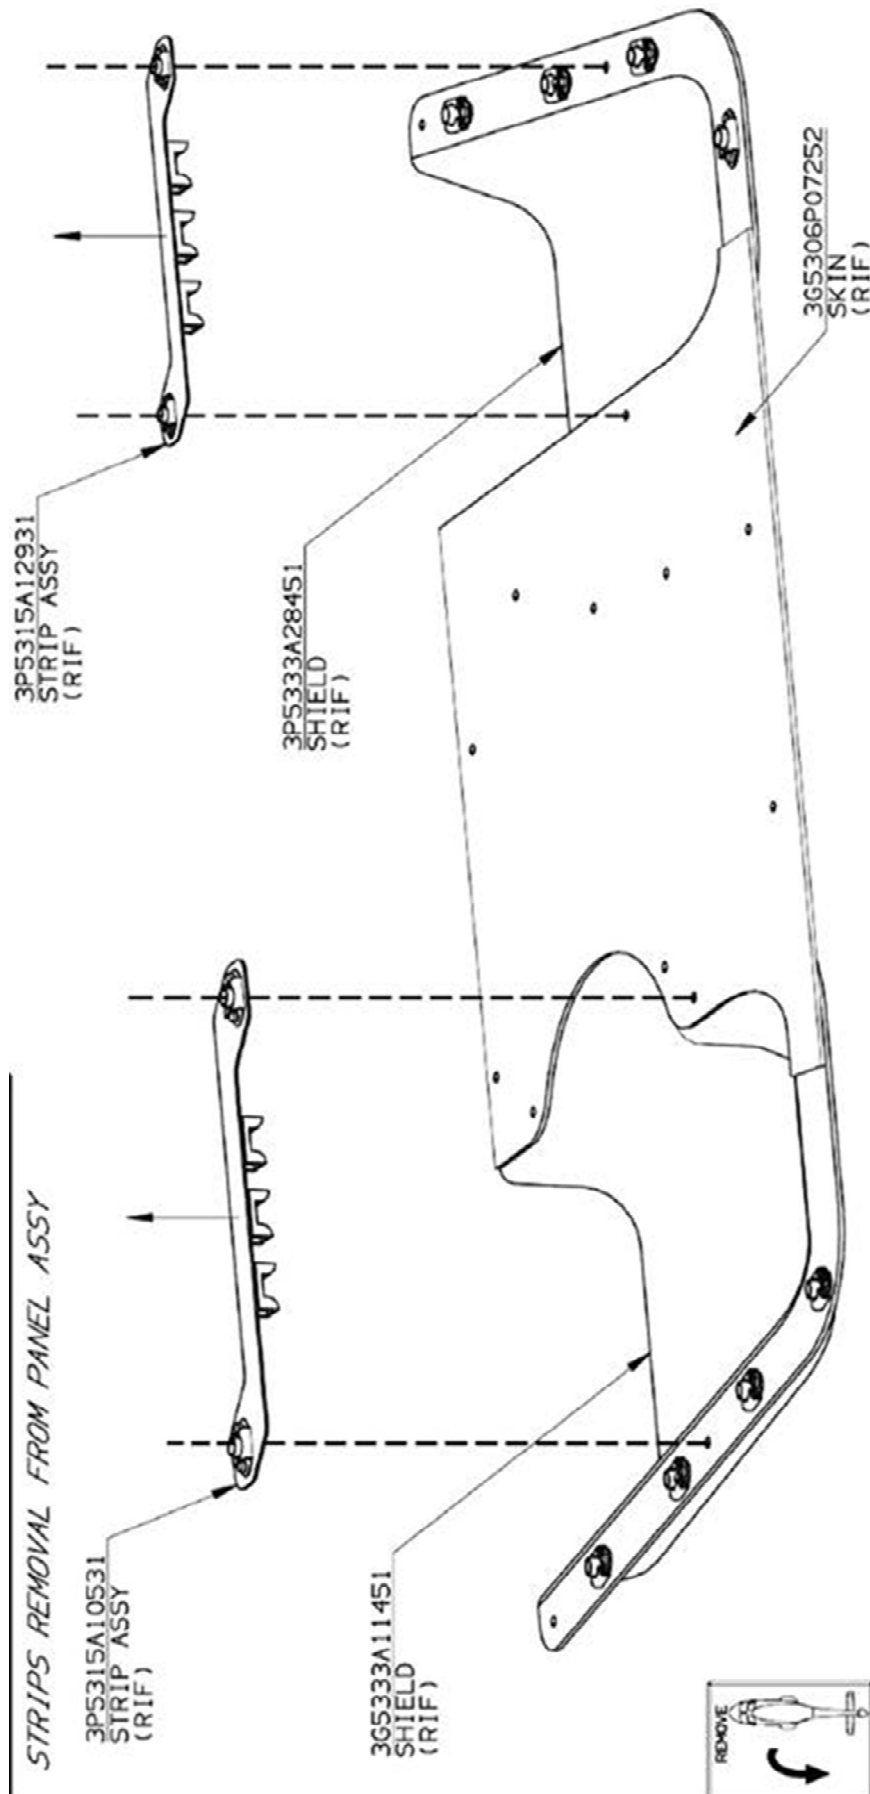 STRIPS REMOVAL FROM PANEL ASSY
3P5315A10531
STRIP ASSY
(RIF)
3P5315A12931
STRIP ASSY
(RIF)
3G5333A11451
SHIELD
(RIF)
3P5333A28451
SHIELD
(RIF)
3G5306P07252
SKIN
(RIF)
REMOVE